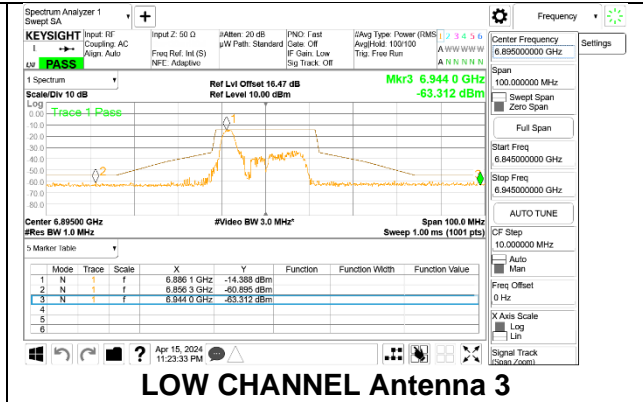 Spectrum Analyzer 1
Swept SA
+
Frequency
KEYSIGHT
Input: RF
Coupling: AC
Align: Auto
Input Z: 50 Ω
Freq Ref: Int (S)
NFE: Adaptive
#Atten: 20 dB
µW Path: Standard
PNO: Fast
Gate: Off
IF Gain: Low
Sig Track: Off
#Avg Type: Power (RMS
Avg|Hold: 100/100
Trig: Free Run
1 2 3 4 5 6
A W W W W W
A N N N N N
L
PASS
Center Frequency
6.895000000 GHz
Settings
Span
100.000000 MHz
Swept Span
Zero Span
Full Span
Start Freq
6.845000000 GHz
Stop Freq
6.945000000 GHz
AUTO TUNE
CF Step
10.000000 MHz
Auto
Man
Freq Offset
0 Hz
X Axis Scale
Log
Lin
Signal Track
(Span Zoom)
1 Spectrum
Scale/Div 10 dB
Ref Lvl Offset 16.47 dB
Ref Level 10.00 dBm
Mkr3 6.944 0 GHz
-63.312 dBm
Log
Trace 1 Pass
0.00
10.0
20.0
30.0
40.0
50.0
60.0
70.0
80.0
1
2
Center 6.89500 GHz
#Res BW 1.0 MHz
#Video BW 3.0 MHz*
Span 100.0 MHz
Sweep 1.00 ms (1001 pts)
5 Marker Table
Mode Trace Scale X Y Function Function Width Function Value
1 N 1 f 6.886 1 GHz -14.388 dBm
2 N 1 f 6.856 3 GHz -60.895 dBm
3 N 1 f 6.944 0 GHz -63.312 dBm
4
5
6
?
Apr 15, 2024
11:23:33 PM
LOW CHANNEL Antenna 3